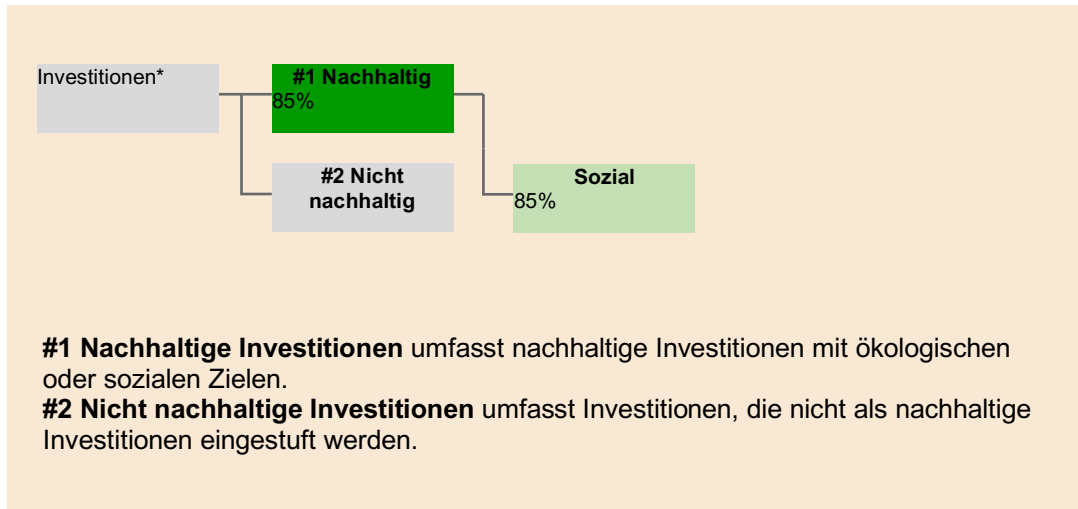 Investitionen*
#1 Nachhaltig
85%
#2 Nicht
nachhaltig
Sozial
85%
#1 Nachhaltige Investitionen umfasst nachhaltige Investitionen mit ökologischen
oder sozialen Zielen.
#2 Nicht nachhaltige Investitionen umfasst Investitionen, die nicht als nachhaltige
Investitionen eingestuft werden.